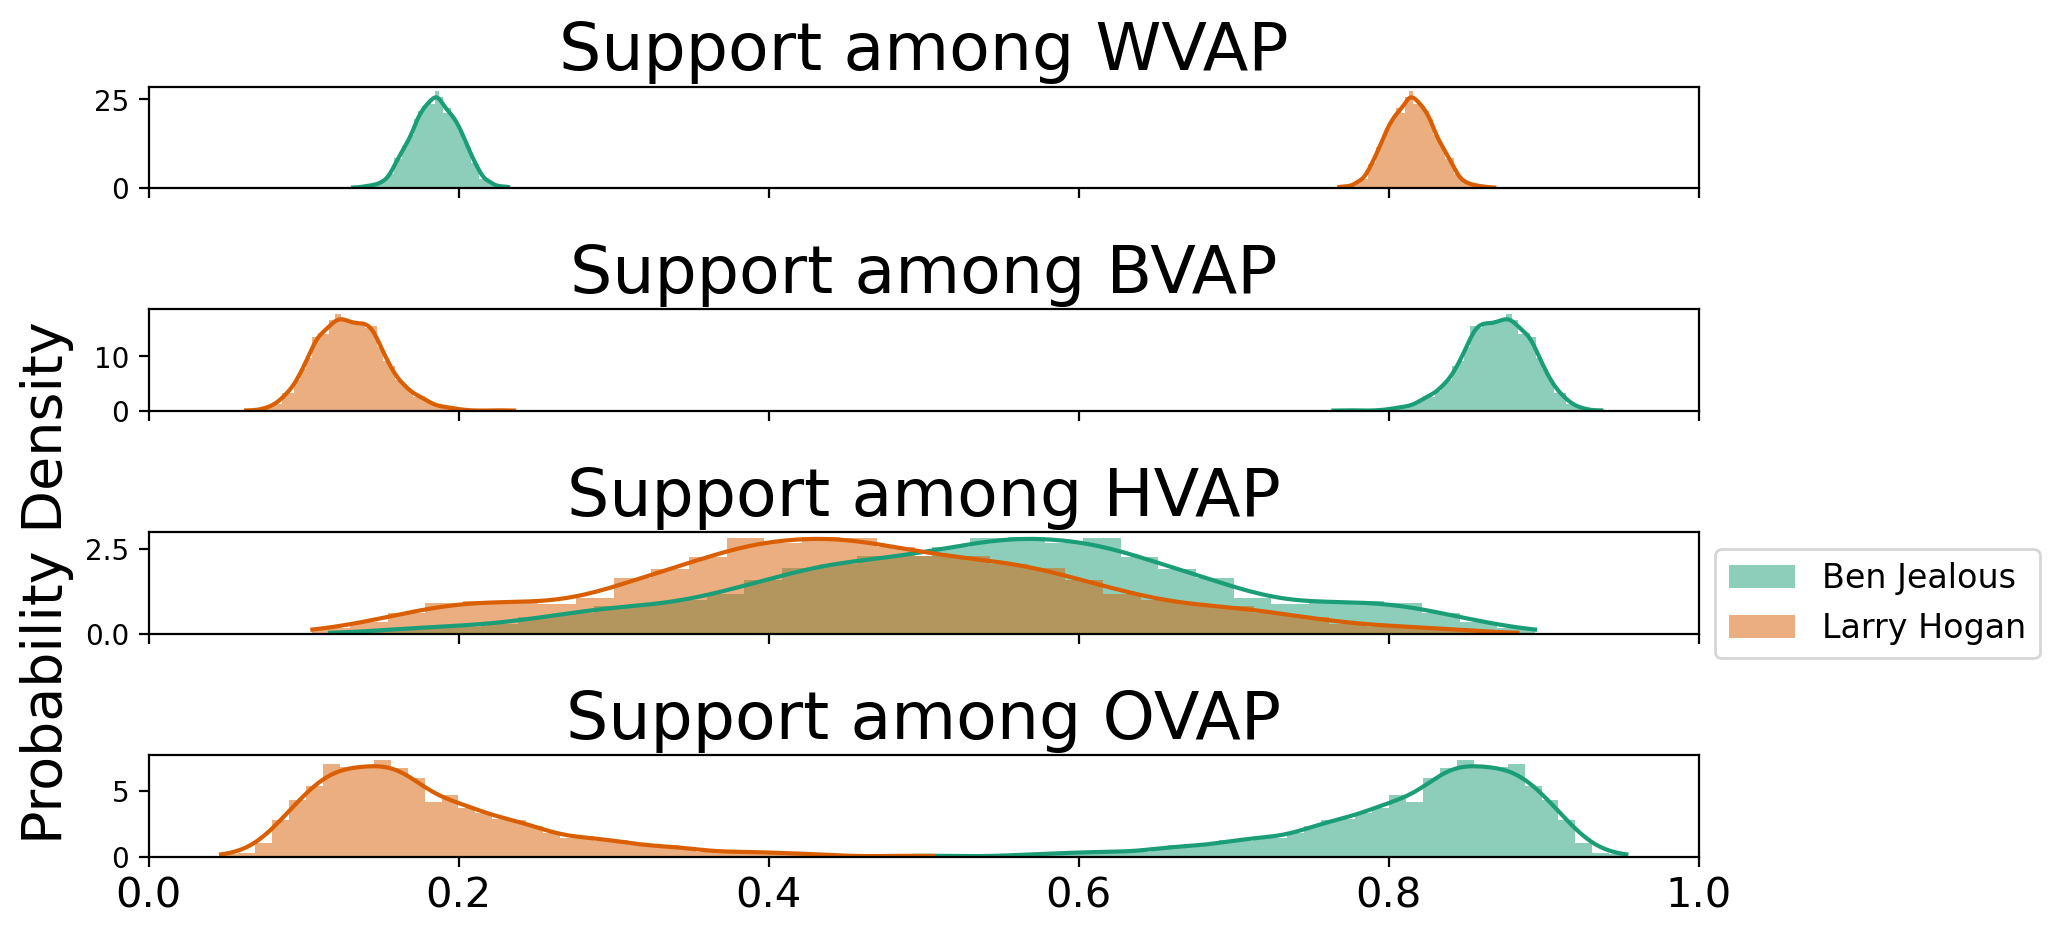 Support among WVAP
25
0
Support among BVAP
10
0
Support among HVAP
2.5
0.0
Support among OVAP
5
0
0.0 0.2 0.4 0.6 0.8 1.0
Probability Density
Ben Jealous
Larry Hogan